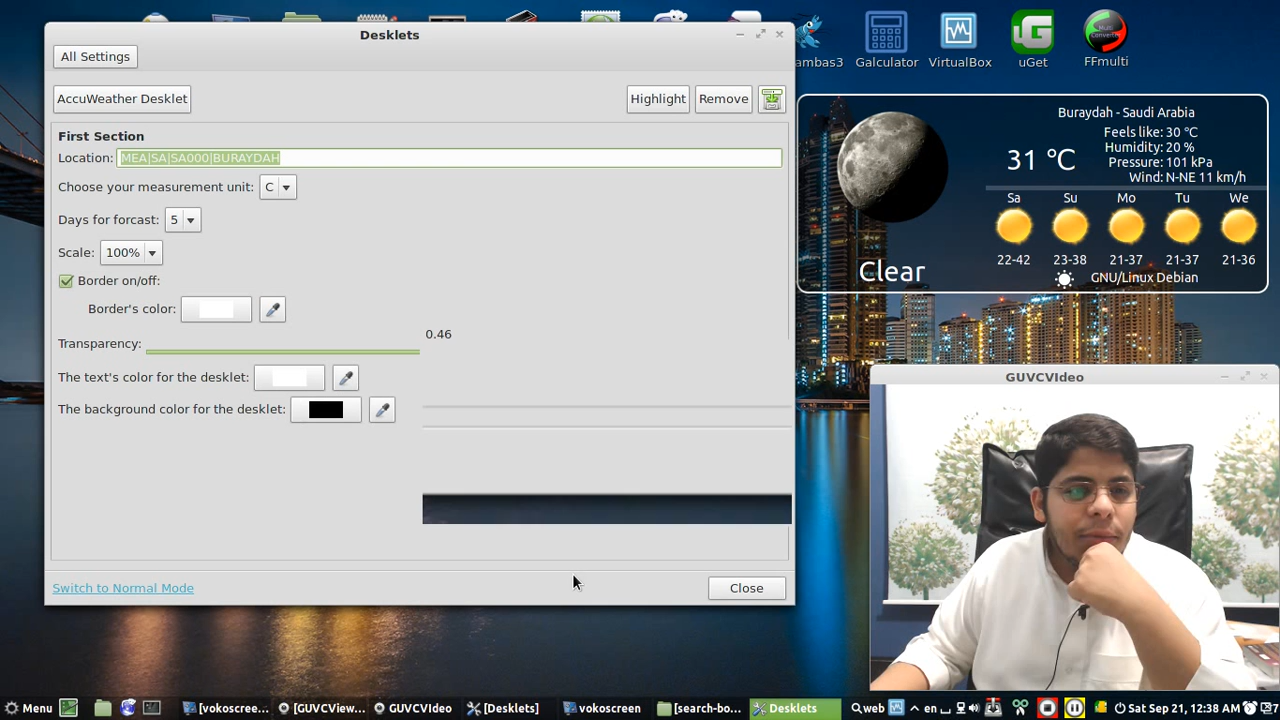 Desklets
All Settings
AccuWeather Desklet
Highlight
Remove
First Section
Location: MEA|SA|SA000|BURAYDAH
Choose your measurement unit: C
Days for forcast: 5
Scale: 100%
Border on/off:
Border's color:
Transparency:
0.46
The text's color for the desklet:
The background color for the desklet:
Switch to Normal Mode
Close
ambas3
Galculator
VirtualBox
uGet
FFmulti
Buraydah - Saudi Arabia
Feels like: 30 ℃
Humidity: 20 %
Pressure: 101 kPa
Wind: N-NE 11 km/h
31 ℃
Clear
Sa Su Mo Tu We
22-42 23-38 21-37 21-37 21-36
GNU/Linux Debian
GUVCVIdeo
Menu
[vokoscree...
[GUVCView...
GUVCVIdeo
[Desklets]
vokoscreen
[search-bo...
Desklets
web
en
Sat Sep 21, 12:38 AM
7